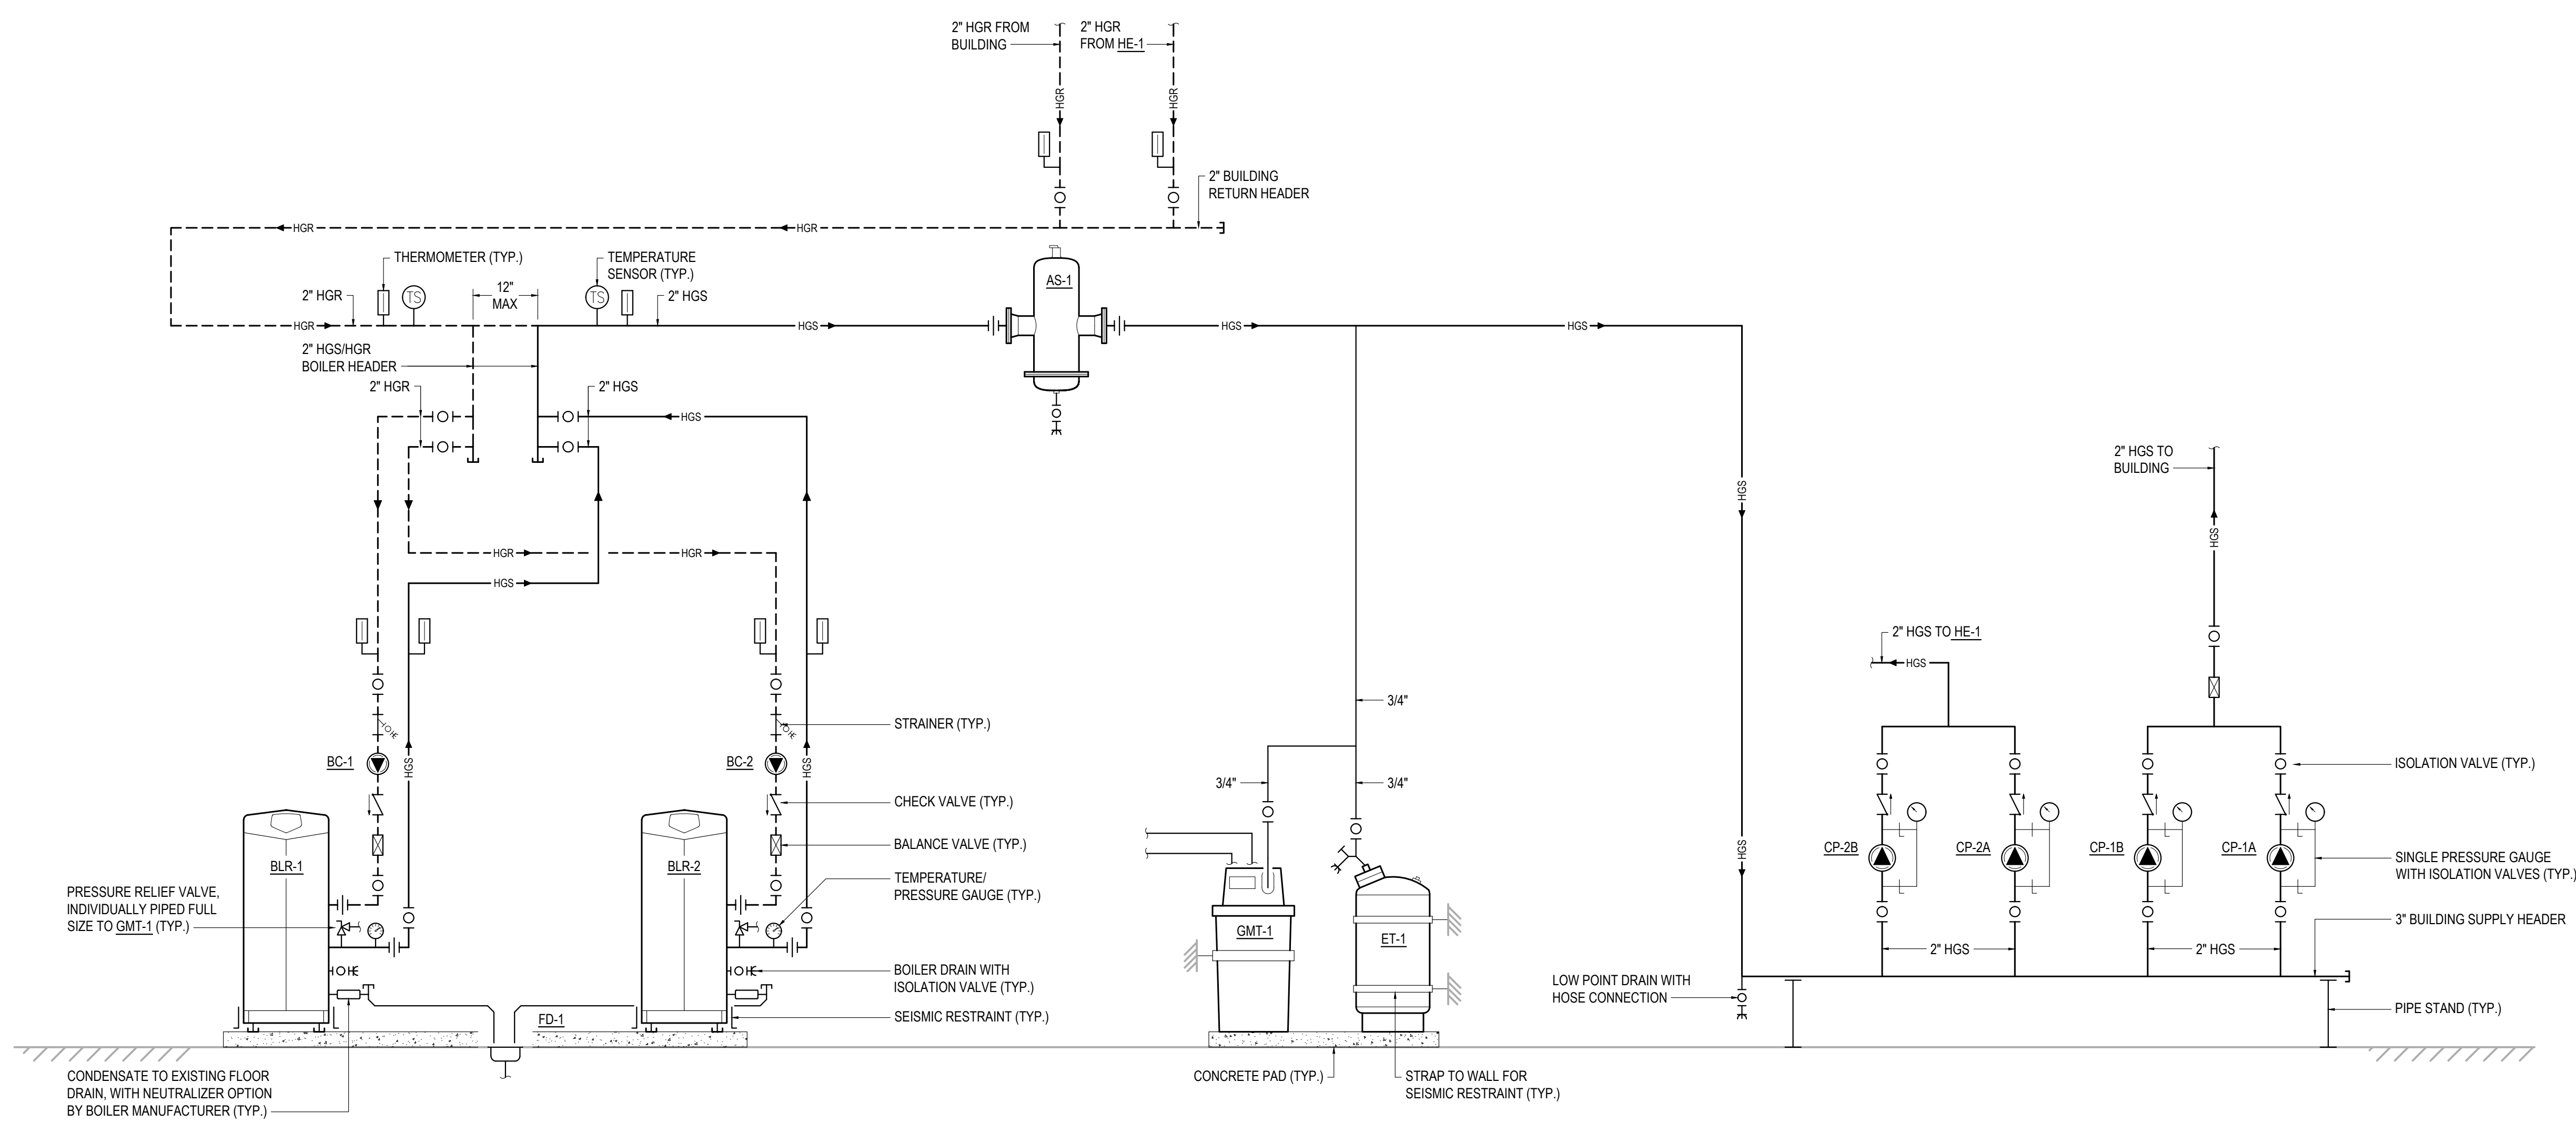 2" HGR FROM
BUILDING
2" HGR
FROM HE-1
HGR
HGR
2" BUILDING
RETURN HEADER
HGR
HGR
THERMOMETER (TYP.)
TEMPERATURE
SENSOR (TYP.)
AS-1
2" HGR
TS
12"
MAX
TS
2" HGS
HGR
HGS
HGS
HGS
2" HGS/HGR
BOILER HEADER
2" HGR
2" HGS
HGS
2" HGS TO
BUILDING
HGS
HGS
HGR
HGR
HGS
2" HGS TO HE-1
HGS
3/4"
STRAINER (TYP.)
BC-1
HGS
BC-2
HGS
ISOLATION VALVE (TYP.)
3/4"
3/4"
CHECK VALVE (TYP.)
BALANCE VALVE (TYP.)
HGS
CP-2B
CP-2A
CP-1B
CP-1A
SINGLE PRESSURE GAUGE
WITH ISOLATION VALVES (TYP.)
BLR-1
BLR-2
TEMPERATURE/
PRESSURE GAUGE (TYP.)
PRESSURE RELIEF VALVE,
INDIVIDUALLY PIPED FULL
SIZE TO GMT-1 (TYP.)
GMT-1
ET-1
3" BUILDING SUPPLY HEADER
2" HGS
2" HGS
BOILER DRAIN WITH
ISOLATION VALVE (TYP.)
LOW POINT DRAIN WITH
HOSE CONNECTION
PIPE STAND (TYP.)
FD-1
SEISMIC RESTRAINT (TYP.)
CONDENSATE TO EXISTING FLOOR
DRAIN, WITH NEUTRALIZER OPTION
BY BOILER MANUFACTURER (TYP.)
CONCRETE PAD (TYP.)
STRAP TO WALL FOR
SEISMIC RESTRAINT (TYP.)